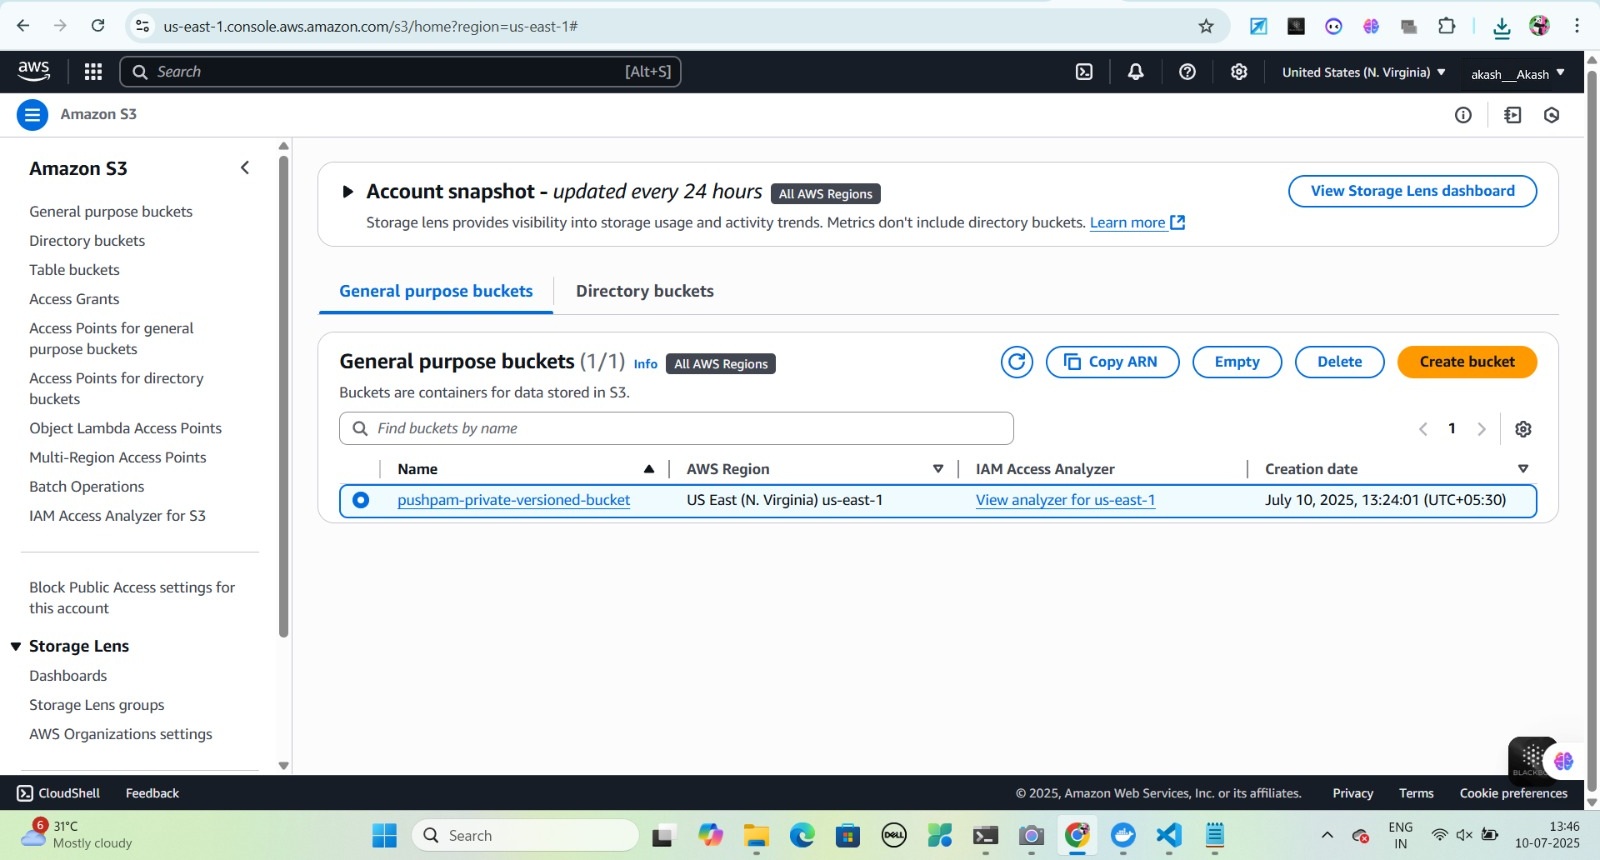 us-east-1.console.aws.amazon.com/s3/home?region=us-east-1#
aws
Search [Alt+S]
United States (N. Virginia)
akash__Akash
Amazon S3
Amazon S3
General purpose buckets
Directory buckets
Table buckets
Access Grants
Access Points for general
purpose buckets
Access Points for directory
buckets
Object Lambda Access Points
Multi-Region Access Points
Batch Operations
IAM Access Analyzer for S3
Block Public Access settings for
this account
Storage Lens
Dashboards
Storage Lens groups
AWS Organizations settings
Account snapshot - updated every 24 hours All AWS Regions
View Storage Lens dashboard
Storage lens provides visibility into storage usage and activity trends. Metrics don't include directory buckets. Learn more
General purpose buckets
Directory buckets
General purpose buckets (1/1) Info All AWS Regions
Copy ARN
Empty
Delete
Create bucket
Buckets are containers for data stored in S3.
Find buckets by name
1
Name AWS Region IAM Access Analyzer Creation date
pushpam-private-versioned-bucket US East (N. Virginia) us-east-1 View analyzer for us-east-1 July 10, 2025, 13:24:01 (UTC+05:30)
CloudShell Feedback
© 2025, Amazon Web Services, Inc. or its affiliates. Privacy Terms Cookie preferences
6
31°C
Mostly cloudy
Search
DELL
ENG
IN
13:46
10-07-2025